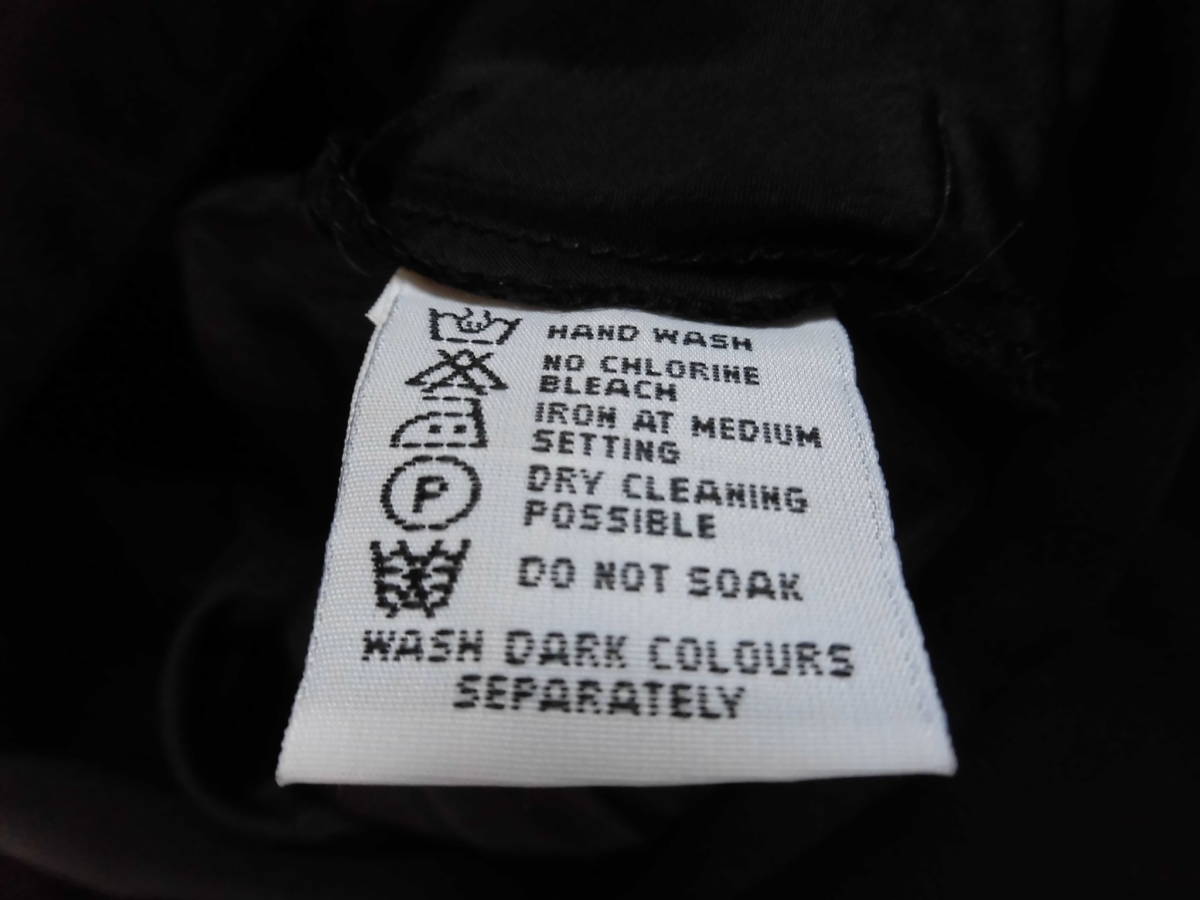 HAND WASH
NO CHLORINE
BLEACH
IRON AT MEDIUM
SETTING
P
DRY CLEANING
POSSIBLE
DO NOT SOAK
WASH DARK COLOURS
SEPARATELY